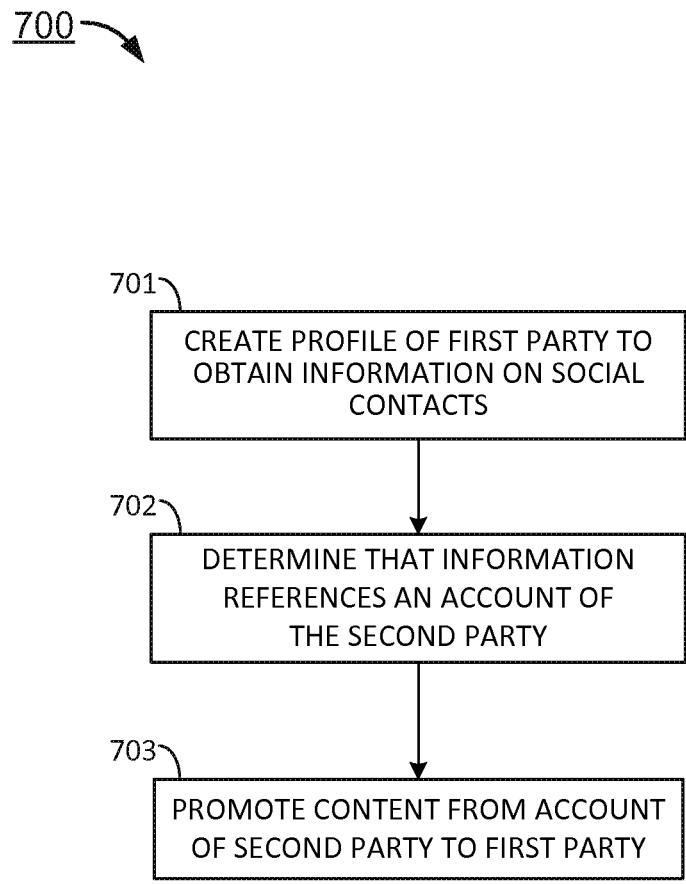 700
701
CREATE PROFILE OF FIRST PARTY TO
OBTAIN INFORMATION ON SOCIAL
CONTACTS
702
DETERMINE THAT INFORMATION
REFERENCES AN ACCOUNT OF
THE SECOND PARTY
703
PROMOTE CONTENT FROM ACCOUNT
OF SECOND PARTY TO FIRST PARTY